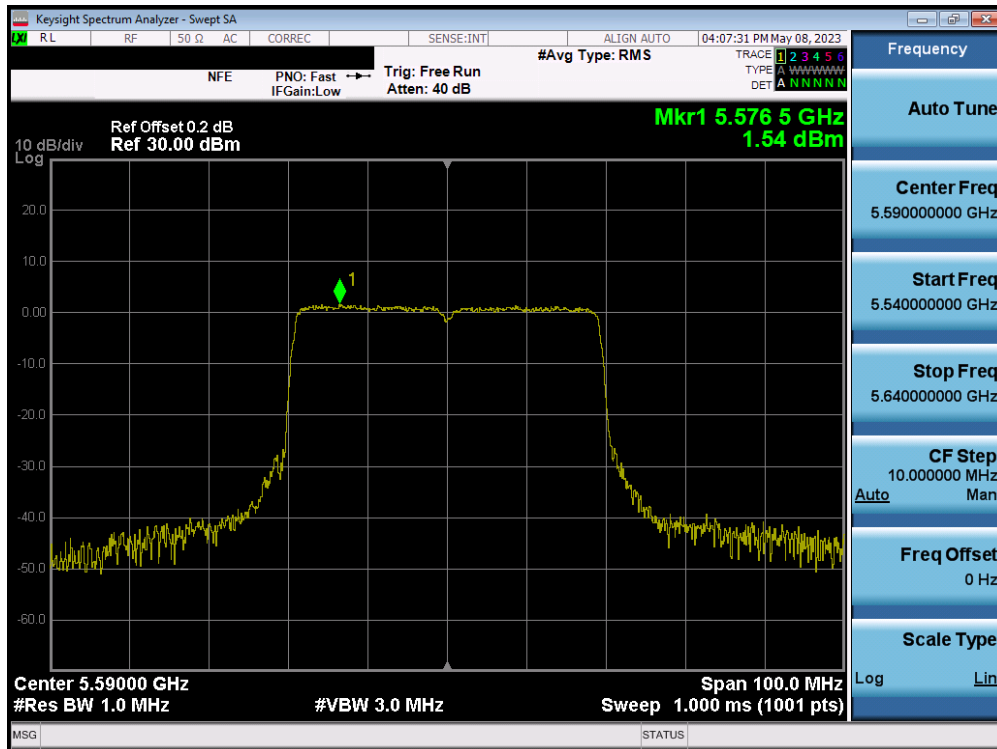 Keysight Spectrum Analyzer - Swept SA
LXI RL RF 50 Ω AC CORREC SENSE:INT ALIGN AUTO 04:07:31 PM May 08, 2023
#Avg Type: RMS
TRACE 1 2 3 4 5 6
TYPE A WWWWW
DET A N N N N N
NFE PNO: Fast Trig: Free Run
IFGain:Low Atten: 40 dB
Mkr1 5.576 5 GHz
1.54 dBm
Ref Offset 0.2 dB
10 dB/div Ref 30.00 dBm
Log
20.0
10.0
1
0.00
-10.0
-20.0
-30.0
-40.0
-50.0
-60.0
Center 5.59000 GHz Span 100.0 MHz
#Res BW 1.0 MHz #VBW 3.0 MHz Sweep 1.000 ms (1001 pts)
MSG STATUS
Frequency
Auto Tune
Center Freq
5.590000000 GHz
Start Freq
5.540000000 GHz
Stop Freq
5.640000000 GHz
CF Step
10.000000 MHz
Auto Man
Freq Offset
0 Hz
Scale Type
Log Lin